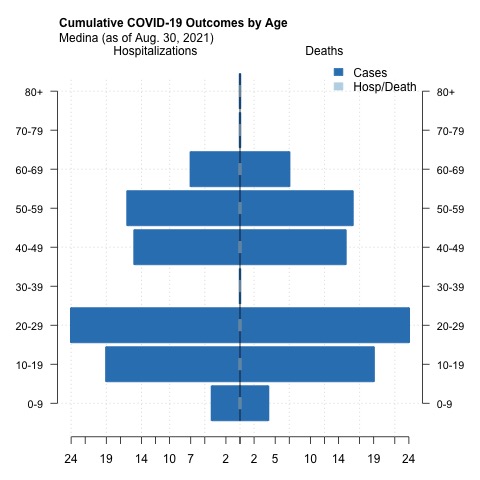 Cumulative COVID-19 Outcomes by Age
Medina (as of Aug. 30, 2021)
Hospitalizations Deaths
Cases
Hosp/Death
80+ 80+
70-79 70-79
60-69 60-69
50-59 50-59
40-49 40-49
30-39 30-39
20-29 20-29
10-19 10-19
0-9 0-9
24 19 14 10 7 2 2 5 10 14 19 24